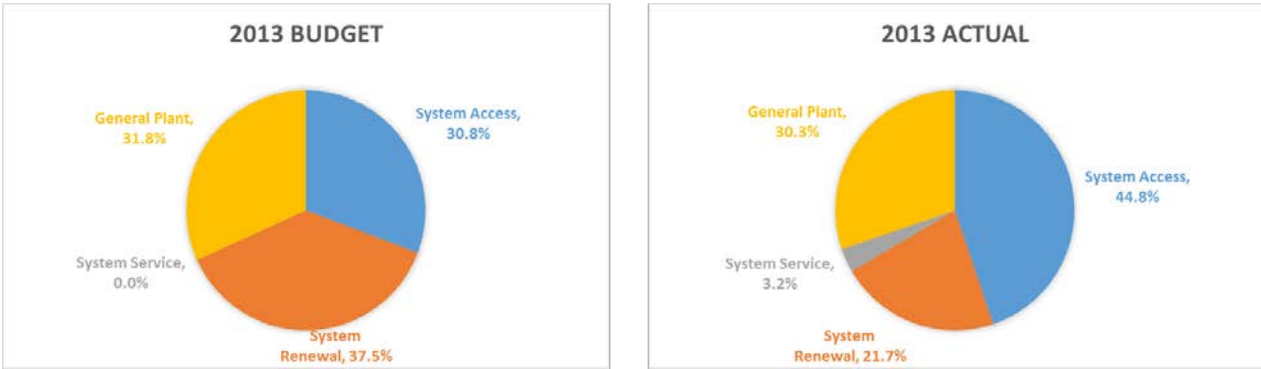 2013 BUDGET
General Plant,
31.8%
System Access,
30.8%
System Service,
0.0%
System
Renewal, 37.5%
2013 ACTUAL
General Plant,
30.3%
System Access,
44.8%
System Service,
3.2%
System
Renewal, 21.7%